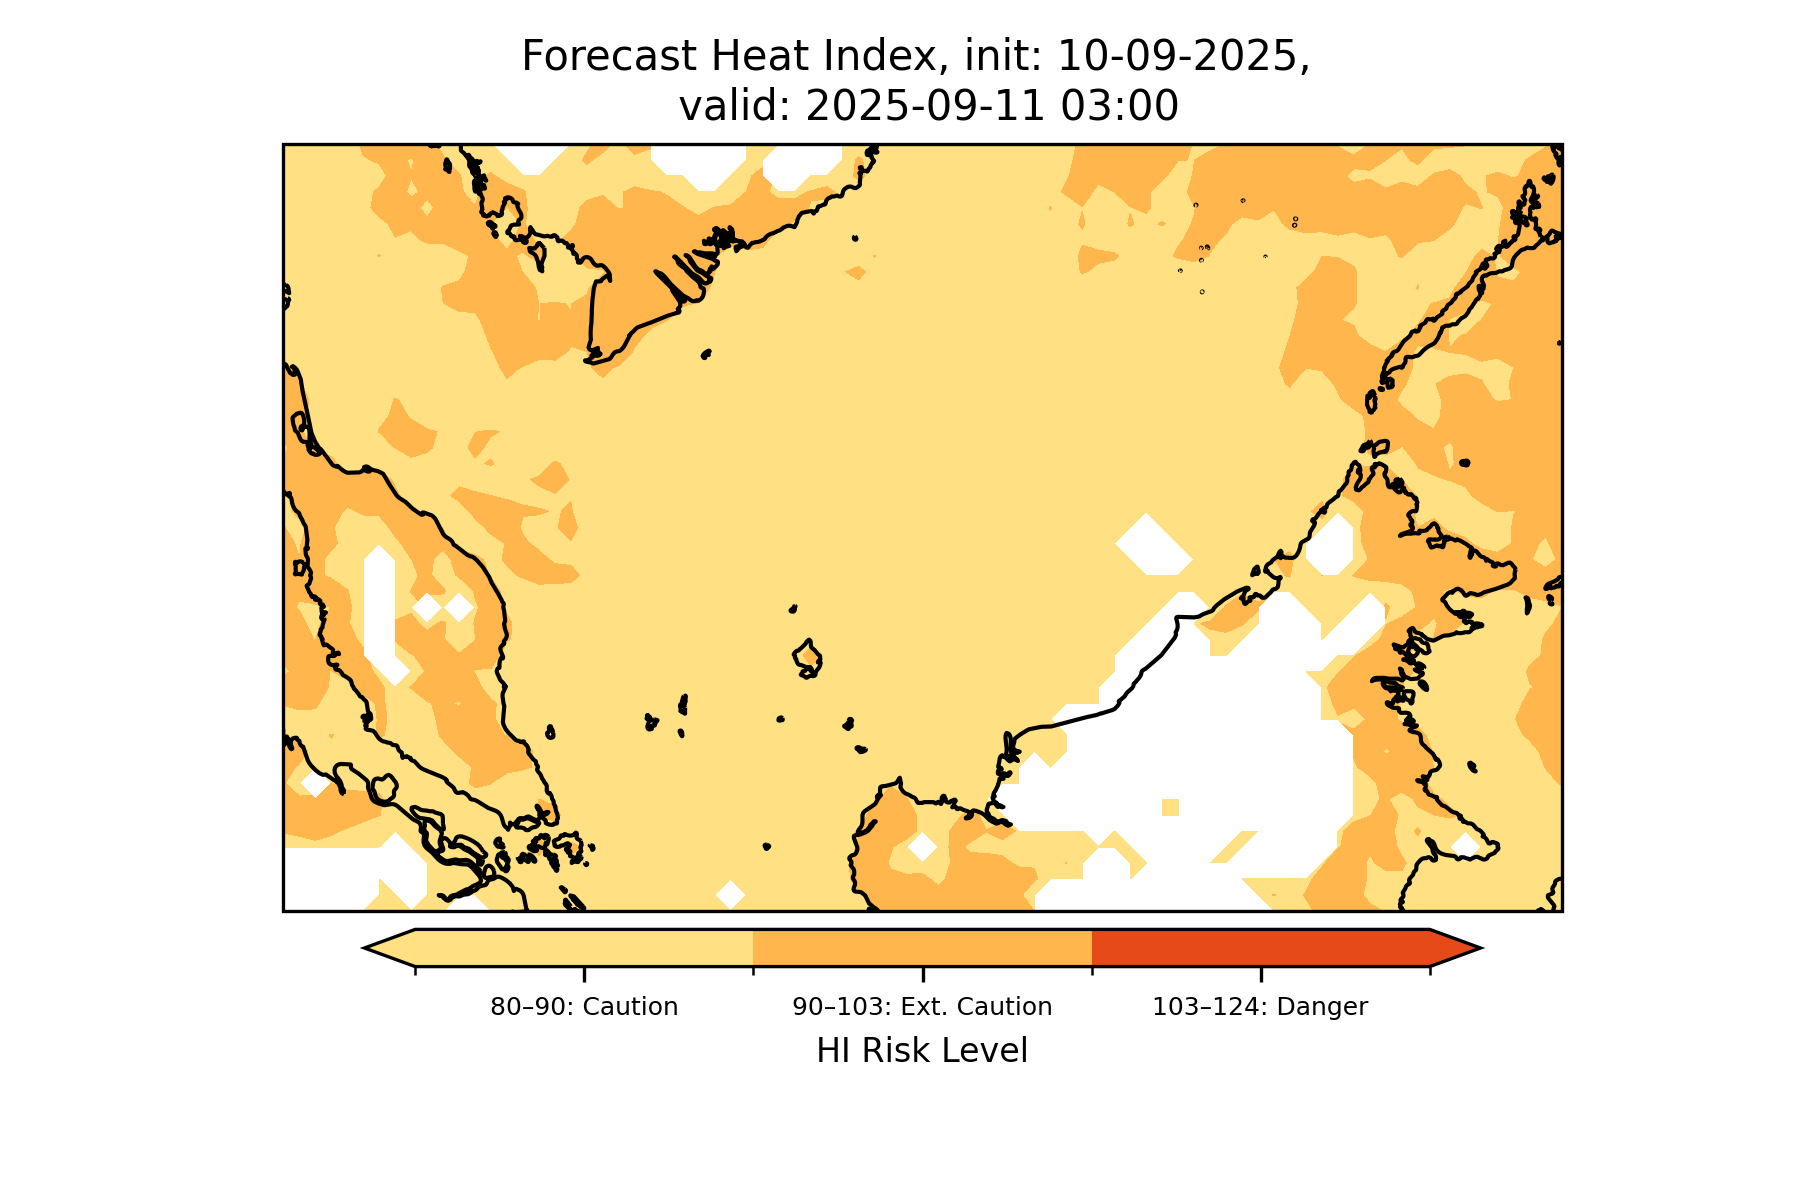 Forecast Heat Index, init: 10-09-2025,
valid: 2025-09-11 03:00
80–90: Caution
90–103: Ext. Caution
103–124: Danger
HI Risk Level